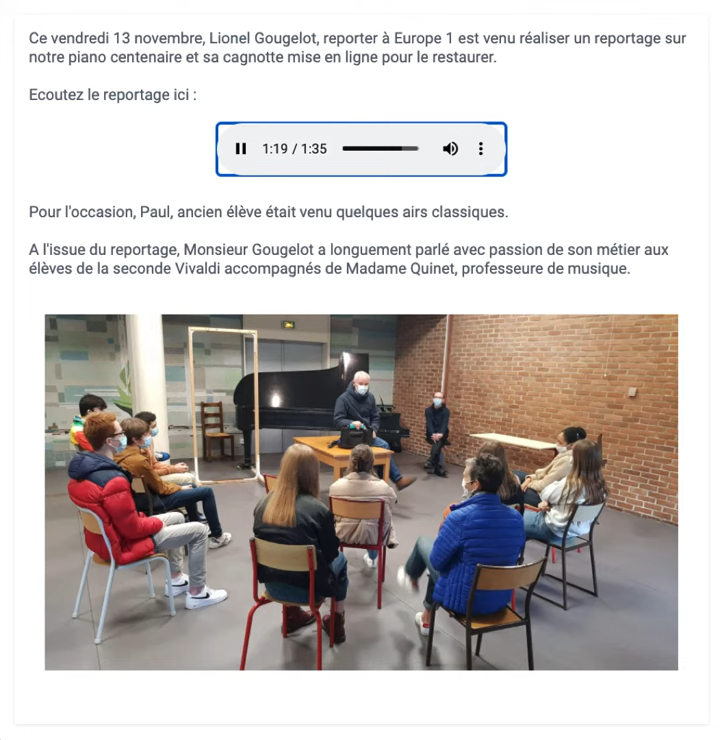 Ce vendredi 13 novembre, Lionel Gougelot, reporter à Europe 1 est venu réaliser un reportage sur
notre piano centenaire et sa cagnotte mise en ligne pour le restaurer.
Ecoutez le reportage ici :
1:19 / 1:35
Pour l'occasion, Paul, ancien élève était venu quelques airs classiques.
A l'issue du reportage, Monsieur Gougelot a longuement parlé avec passion de son métier aux
élèves de la seconde Vivaldi accompagnés de Madame Quinet, professeure de musique.